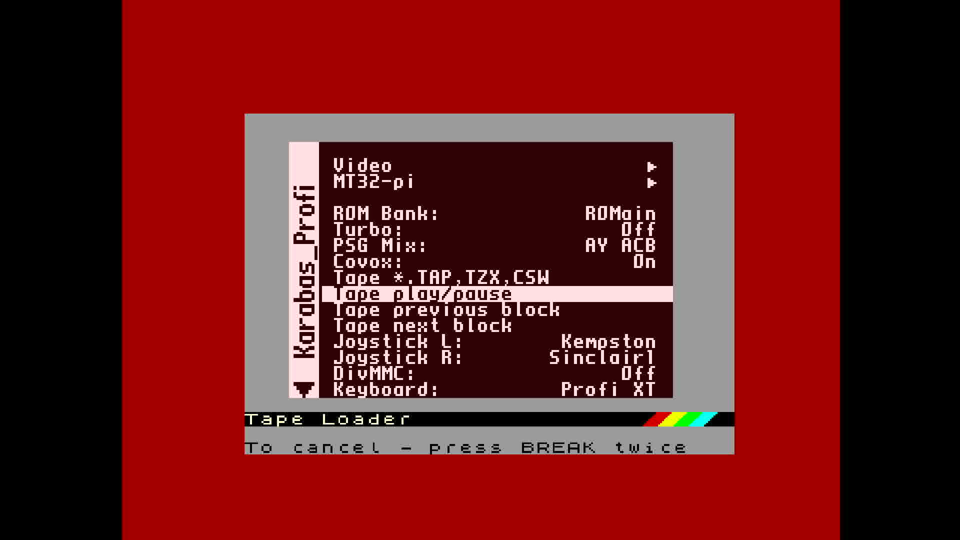 Karabas_Profi
Video
MT32-pi
ROM Bank: ROMain
Turbo: Off
PSG Mix: AY ACB
Covox: On
Tape *.TAP,TZX,CSW
Tape play/pause
Tape previous block
Tape next block
Joystick L: Kempston
Joystick R: Sinclair1
DivMMC: Off
Keyboard: Profi XT
Tape Loader
To cancel - press BREAK twice